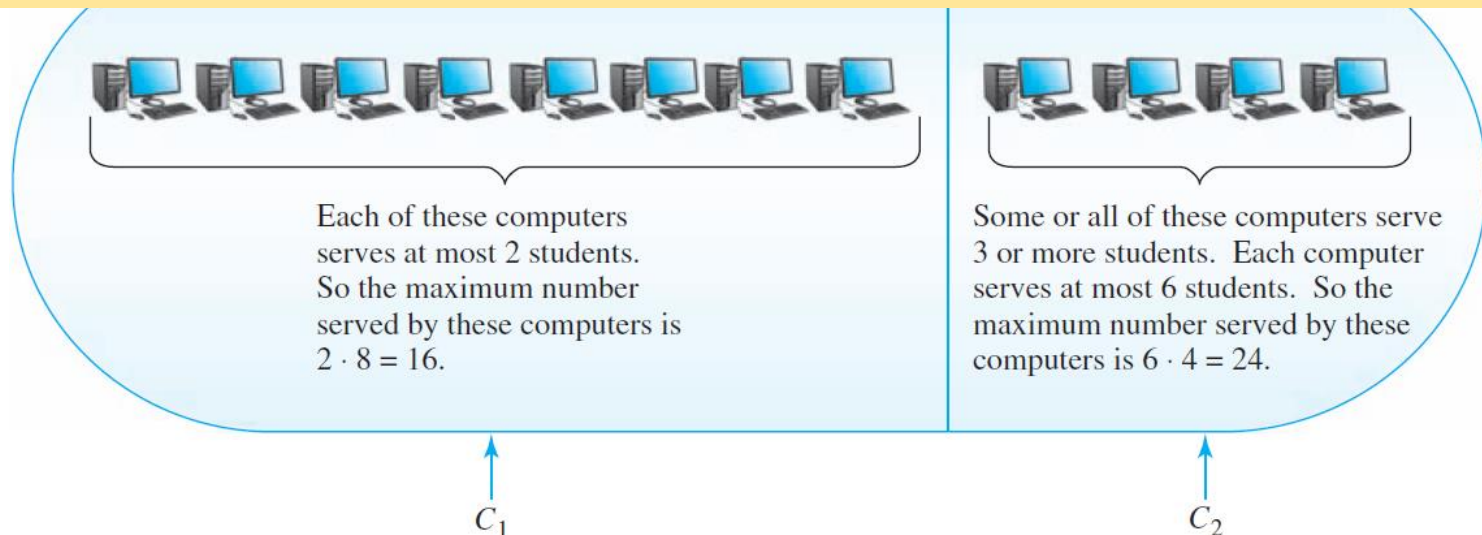 Each of these computers
serves at most 2 students.
So the maximum number
served by these computers is
2 · 8 = 16.
Some or all of these computers serve
3 or more students. Each computer
serves at most 6 students. So the
maximum number served by these
computers is 6 · 4 = 24.
C₁
C₂